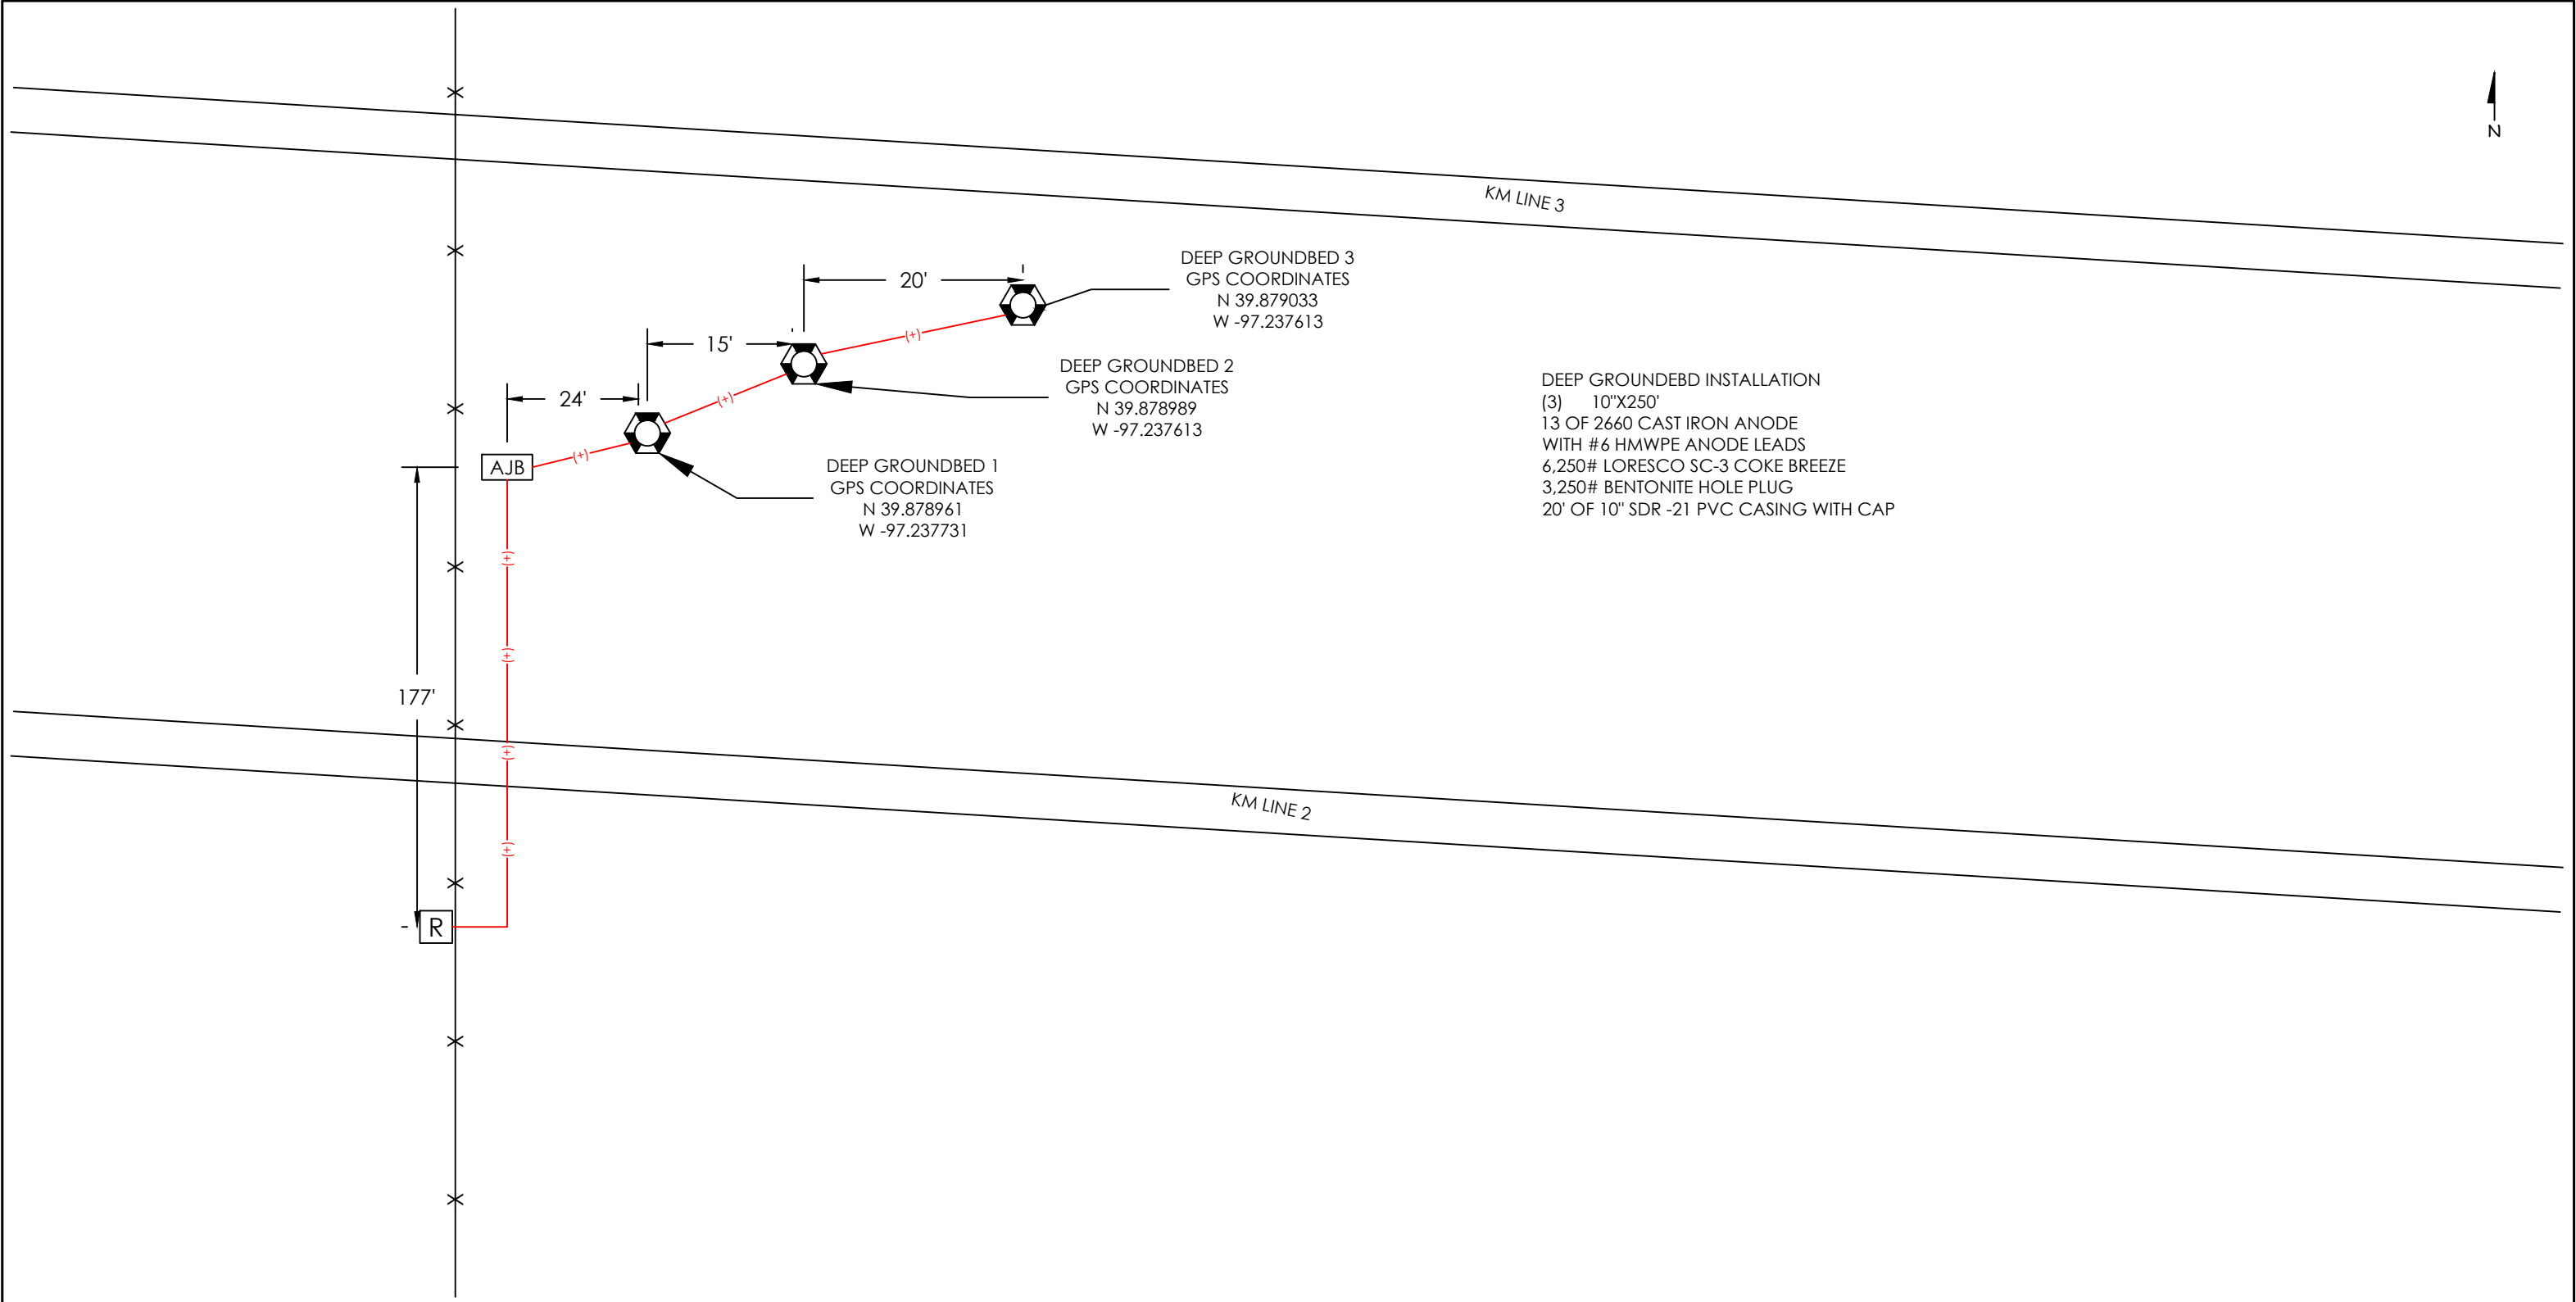 N
KM LINE 3
DEEP GROUNDBED 3
GPS COORDINATES
N 39.879033
W -97.237613
20'
15'
DEEP GROUNDBED 2
GPS COORDINATES
N 39.878989
W -97.237613
24'
(+)
(+)
(+)
AJB
DEEP GROUNDBED 1
GPS COORDINATES
N 39.878961
W -97.237731
DEEP GROUNDEBD INSTALLATION
(3) 10"X250'
13 OF 2660 CAST IRON ANODE
WITH #6 HMWPE ANODE LEADS
6,250# LORESCO SC-3 COKE BREEZE
3,250# BENTONITE HOLE PLUG
20' OF 10" SDR -21 PVC CASING WITH CAP
(+)
(+)
177'
(+)
(+)
KM LINE 2
R